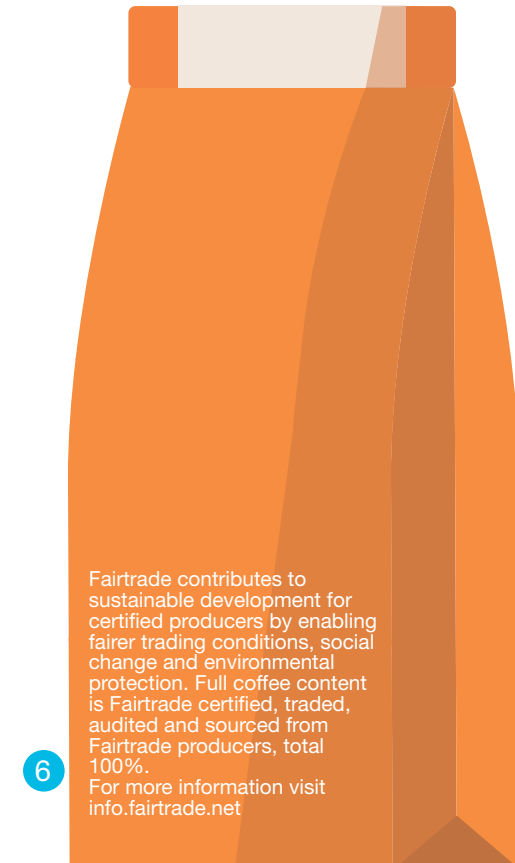 Fairtrade contributes to
sustainable development for
certified producers by enabling
fairer trading conditions, social
change and environmental
protection. Full coffee content
is Fairtrade certified, traded,
audited and sourced from
Fairtrade producers, total
100%.
6
For more information visit
info.fairtrade.net